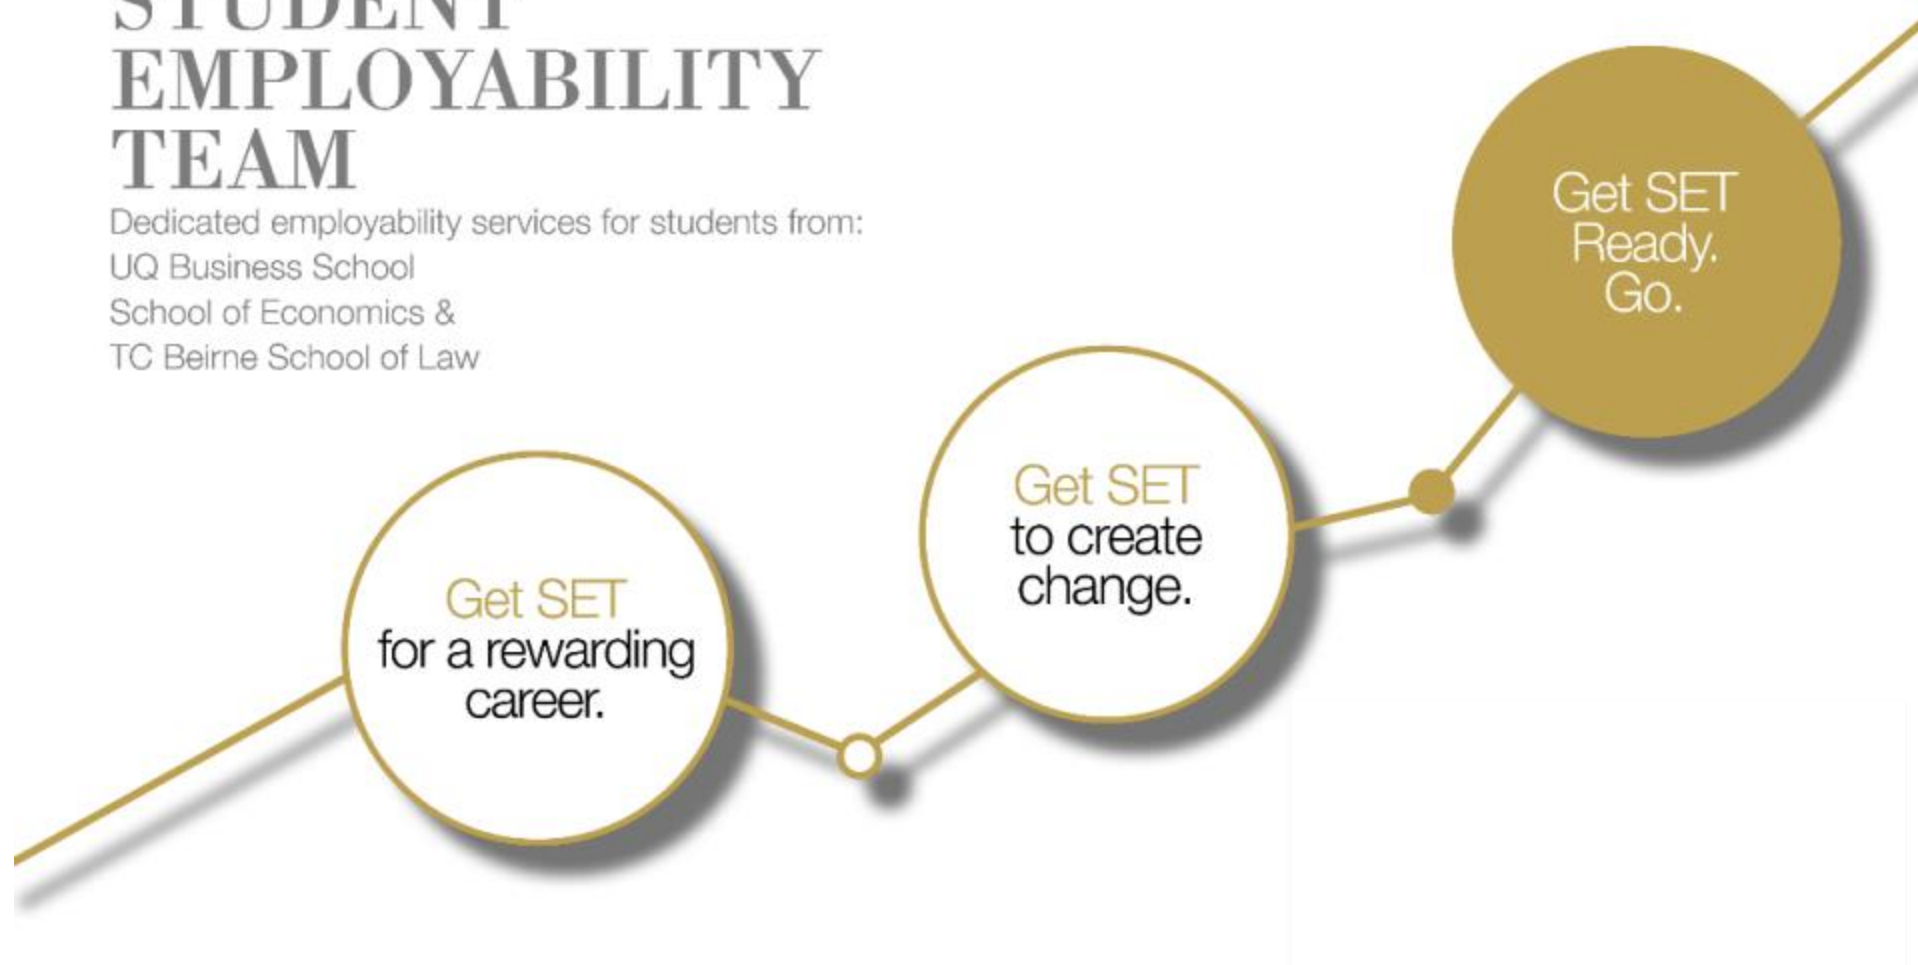 STUDENT
EMPLOYABILITY
TEAM
Dedicated employability services for students from:
UQ Business School
School of Economics &
TC Beirne School of Law
Get SET
for a rewarding
career.
Get SET
to create
change.
Get SET
Ready.
Go.